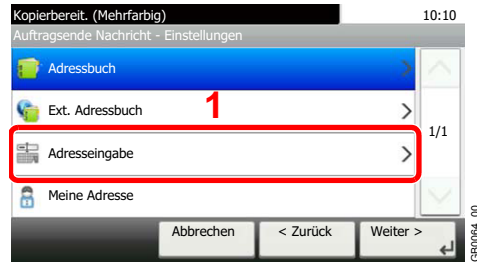 Kopierbereit. (Mehrfarbig) 10:10
Auftragsende Nachricht - Einstellungen
Adressbuch
Ext. Adressbuch
1
1/1
Adresseingabe
Meine Adresse
Abbrechen < Zurück Weiter >
GB0064_00